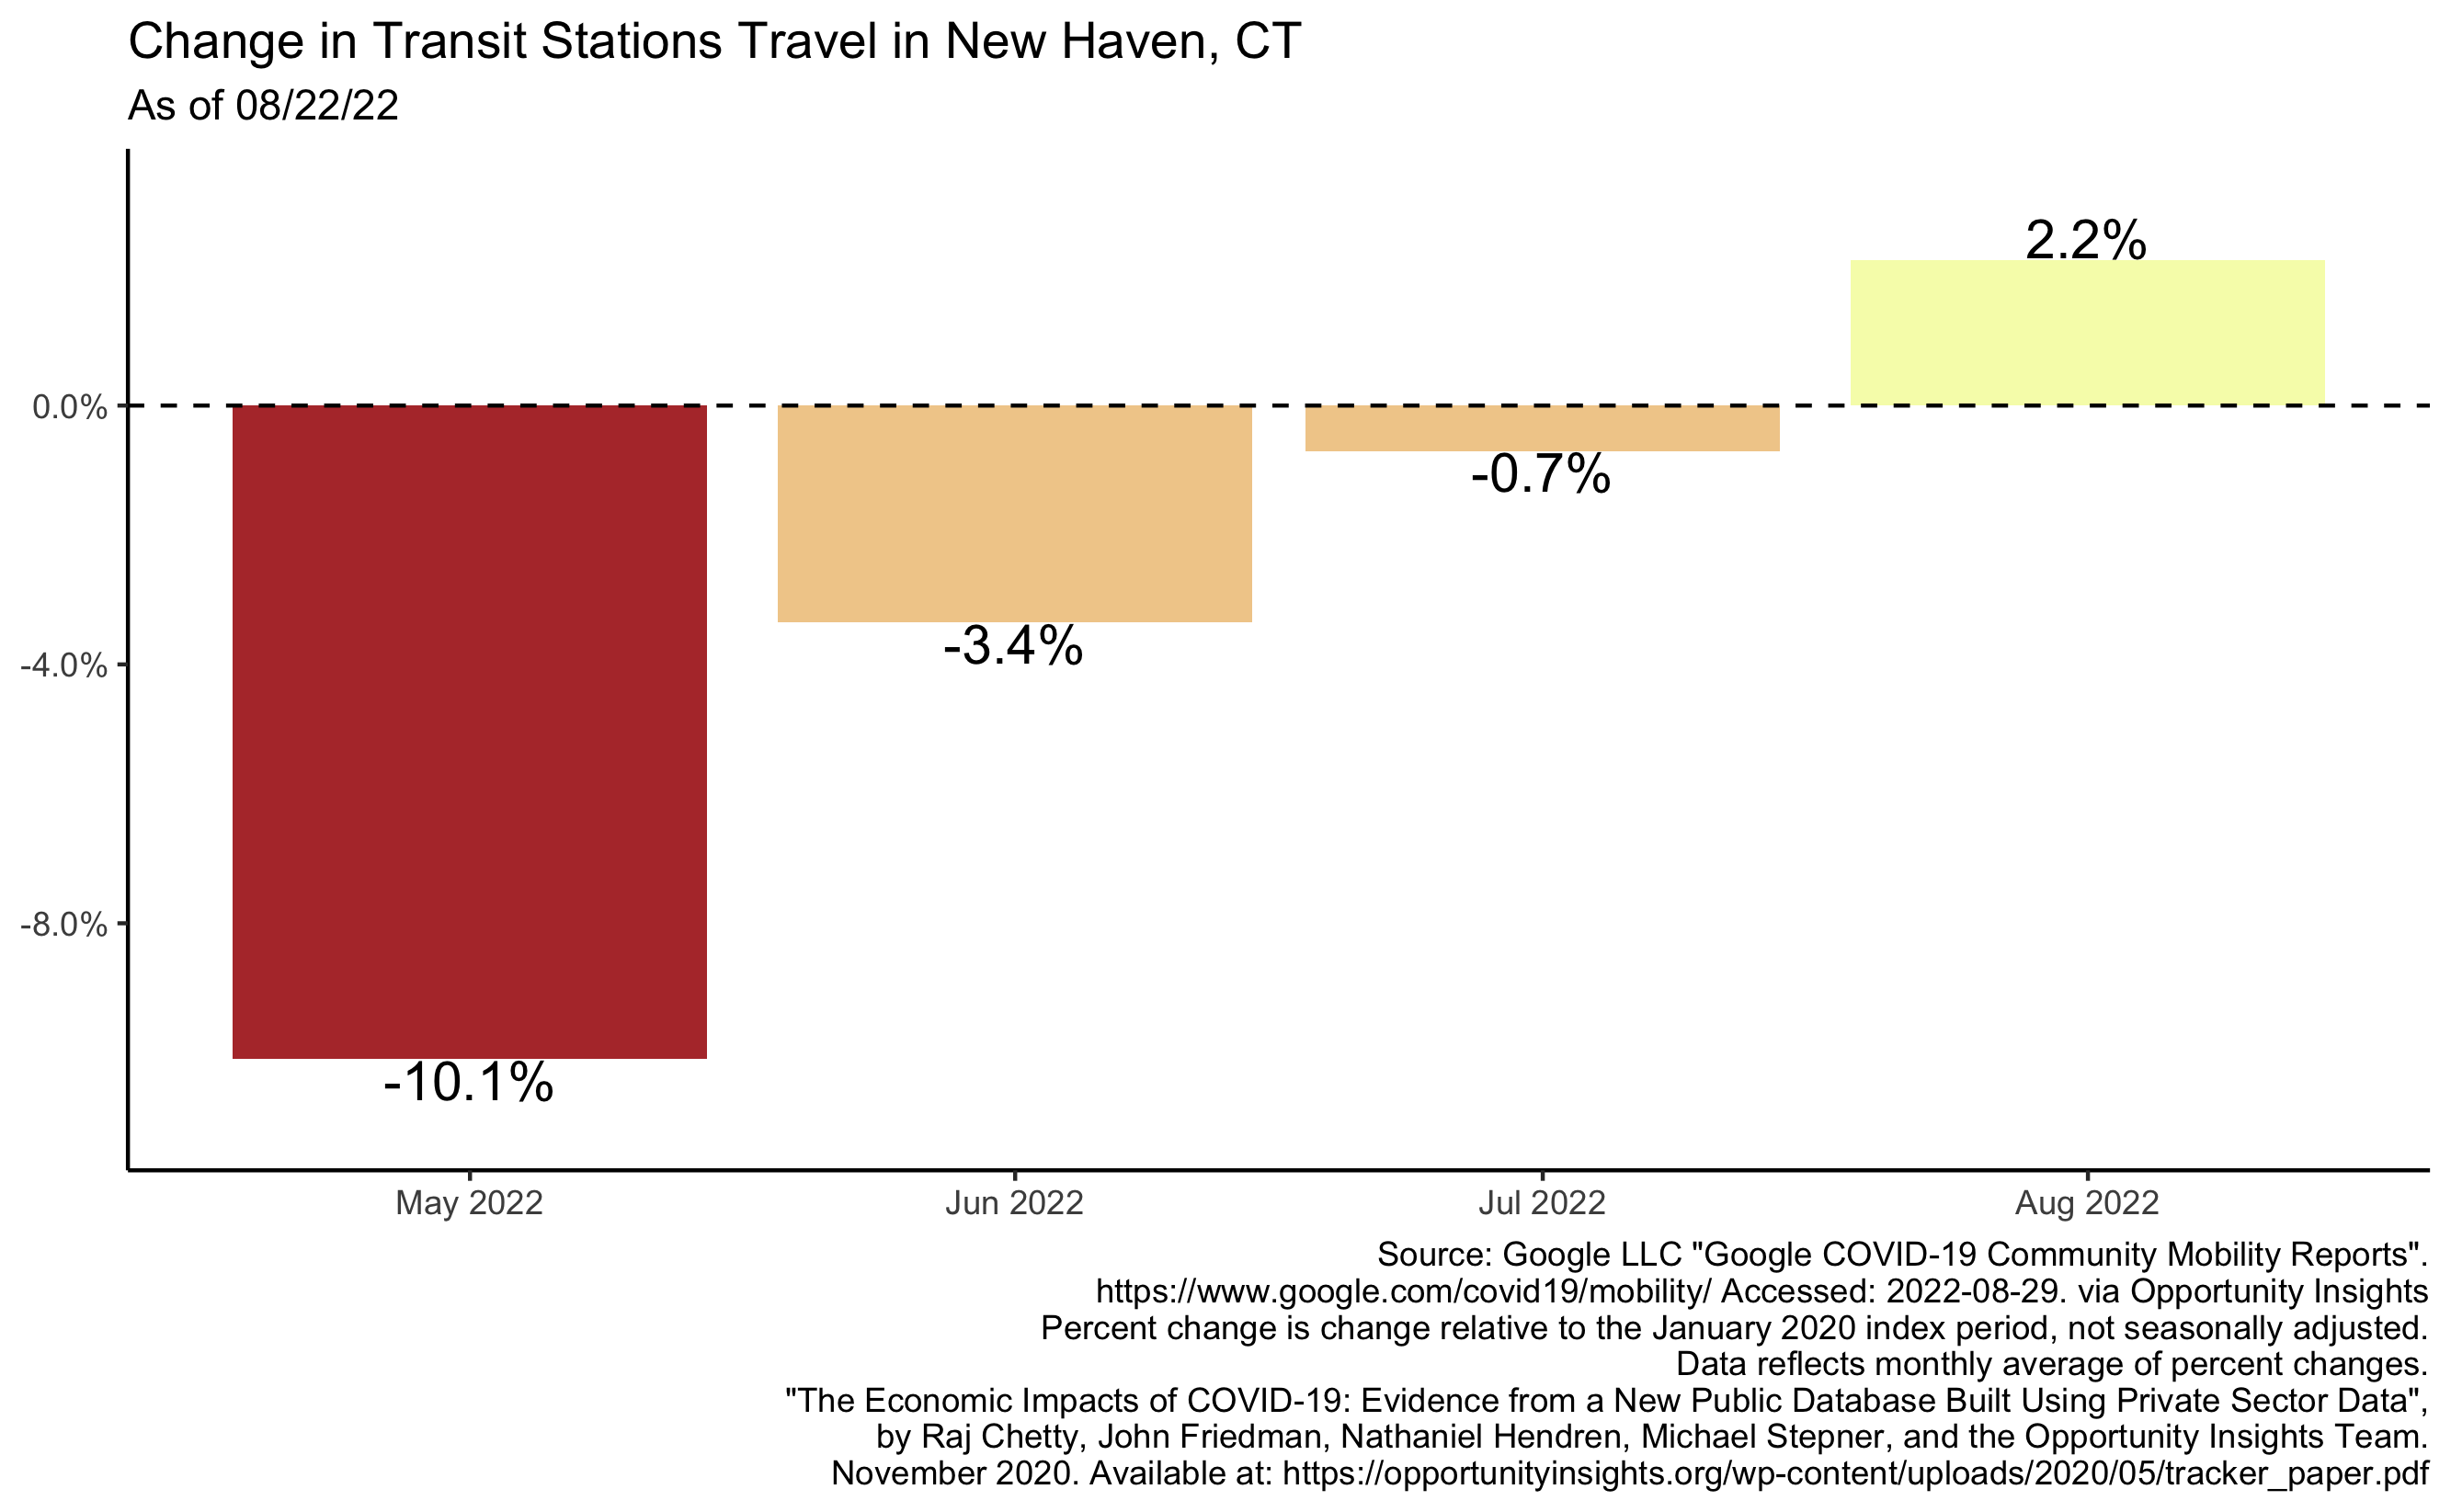 Change in Transit Stations Travel in New Haven, CT
As of 08/22/22
2.2%
0.0%
-0.7%
-3.4%
-4.0%
-8.0%
-10.1%
May 2022
Jun 2022
Jul 2022
Aug 2022
Source: Google LLC "Google COVID-19 Community Mobility Reports".
https://www.google.com/covid19/mobility/ Accessed: 2022-08-29. via Opportunity Insights
Percent change is change relative to the January 2020 index period, not seasonally adjusted.
Data reflects monthly average of percent changes.
"The Economic Impacts of COVID-19: Evidence from a New Public Database Built Using Private Sector Data",
by Raj Chetty, John Friedman, Nathaniel Hendren, Michael Stepner, and the Opportunity Insights Team.
November 2020. Available at: https://opportunityinsights.org/wp-content/uploads/2020/05/tracker_paper.pdf